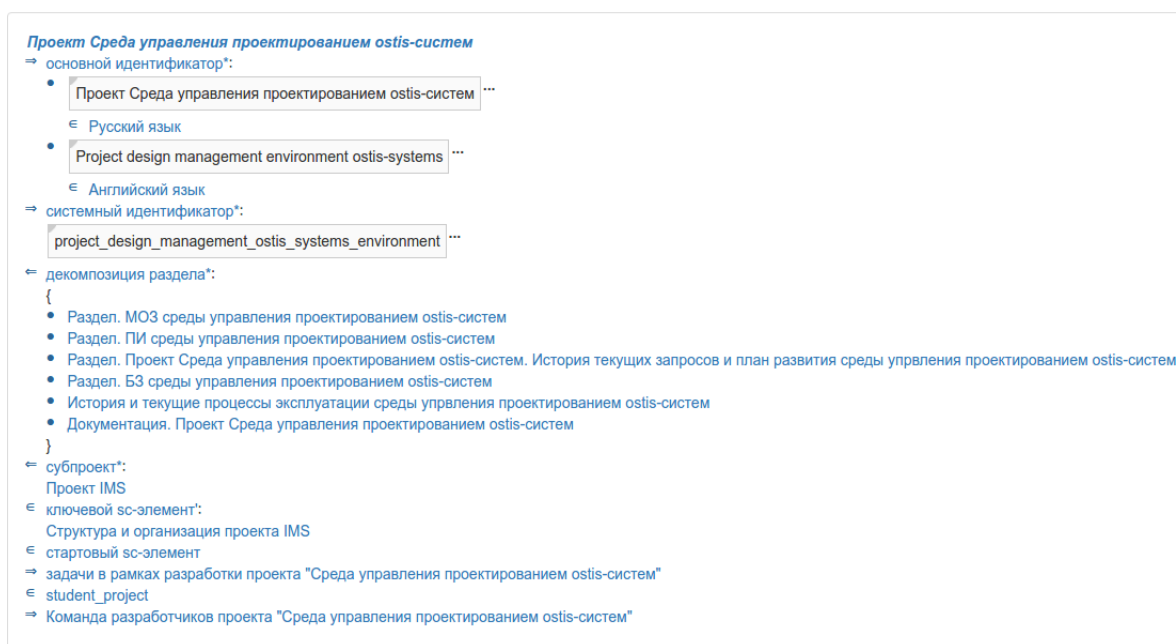 Проект Среда управления проектированием ostis-систем
⇒ основной идентификатор*:
• Проект Среда управления проектированием ostis-систем ...
∈ Русский язык
• Project design management environment ostis-systems ...
∈ Английский язык
⇒ системный идентификатор*:
project_design_management_ostis_systems_environment ...
⇐ декомпозиция раздела*:
{
• Раздел. МОЗ среды управления проектированием ostis-систем
• Раздел. ПИ среды управления проектированием ostis-систем
• Раздел. Проект Среда управления проектированием ostis-систем. История текущих запросов и план развития среды упрвления проектированием ostis-систем
• Раздел. БЗ среды управления проектированием ostis-систем
• История и текущие процессы эксплуатации среды упрвления проектированием ostis-систем
• Документация. Проект Среда управления проектированием ostis-систем
}
⇐ субпроект*:
Проект IMS
∈ ключевой sc-элемент':
Структура и организация проекта IMS
∈ стартовый sc-элемент
⇒ задачи в рамках разработки проекта "Среда управления проектированием ostis-систем"
∈ student_project
⇒ Команда разработчиков проекта "Среда управления проектированием ostis-систем"